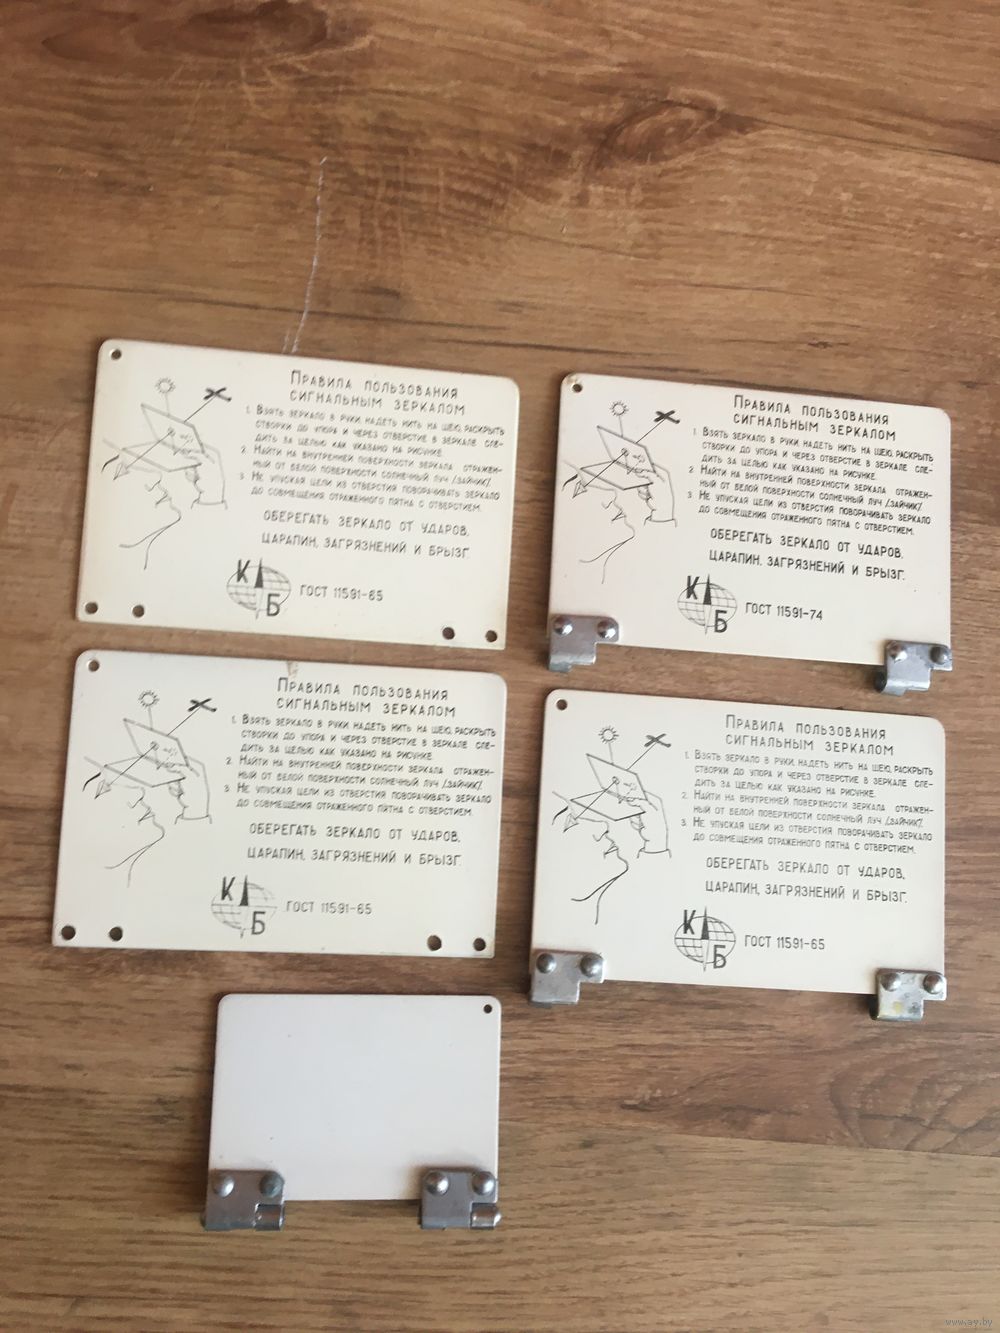 Правила пользования
сигнальным зеркалом
1. Взять зеркало в руки, надеть нить на шею, раскрыть
створки до упора и через отверстие в зеркале сле-
дить за целью как указано на рисунке.
2. Найти на внутренней поверхности зеркала отражен-
ный от белой поверхности солнечный луч /зайчик/.
3. Не упуская цели из отверстия поворачивать зеркало
до совмещения отраженного пятна с отверстием.
ОБЕРЕГАТЬ ЗЕРКАЛО ОТ УДАРОВ,
ЦАРАПИН, ЗАГРЯЗНЕНИЙ И БРЫЗГ.
К Б
ГОСТ 11591-65
Правила пользования
сигнальным зеркалом
1. Взять зеркало в руки, надеть нить на шею, раскрыть
створки до упора и через отверстие в зеркале сле-
дить за целью как указано на рисунке.
2. Найти на внутренней поверхности зеркала отражен-
ный от белой поверхности солнечный луч /зайчик/.
3. Не упуская цели из отверстия поворачивать зеркало
до совмещения отраженного пятна с отверстием.
ОБЕРЕГАТЬ ЗЕРКАЛО ОТ УДАРОВ,
ЦАРАПИН, ЗАГРЯЗНЕНИЙ И БРЫЗГ.
К Б
ГОСТ 11591-74
Правила пользования
сигнальным зеркалом
1. Взять зеркало в руки, надеть нить на шею, раскрыть
створки до упора и через отверстие в зеркале сле-
дить за целью как указано на рисунке.
2. Найти на внутренней поверхности зеркала отражен-
ный от белой поверхности солнечный луч /зайчик/.
3. Не упуская цели из отверстия поворачивать зеркало
до совмещения отраженного пятна с отверстием.
ОБЕРЕГАТЬ ЗЕРКАЛО ОТ УДАРОВ,
ЦАРАПИН, ЗАГРЯЗНЕНИЙ И БРЫЗГ.
К Б
ГОСТ 11591-65
Правила пользования
сигнальным зеркалом
1. Взять зеркало в руки, надеть нить на шею, раскрыть
створки до упора и через отверстие в зеркале сле-
дить за целью как указано на рисунке.
2. Найти на внутренней поверхности зеркала отражен-
ный от белой поверхности солнечный луч /зайчик/.
3. Не упуская цели из отверстия поворачивать зеркало
до совмещения отраженного пятна с отверстием.
ОБЕРЕГАТЬ ЗЕРКАЛО ОТ УДАРОВ,
ЦАРАПИН, ЗАГРЯЗНЕНИЙ И БРЫЗГ.
К Б
ГОСТ 11591-65
www.ay.by